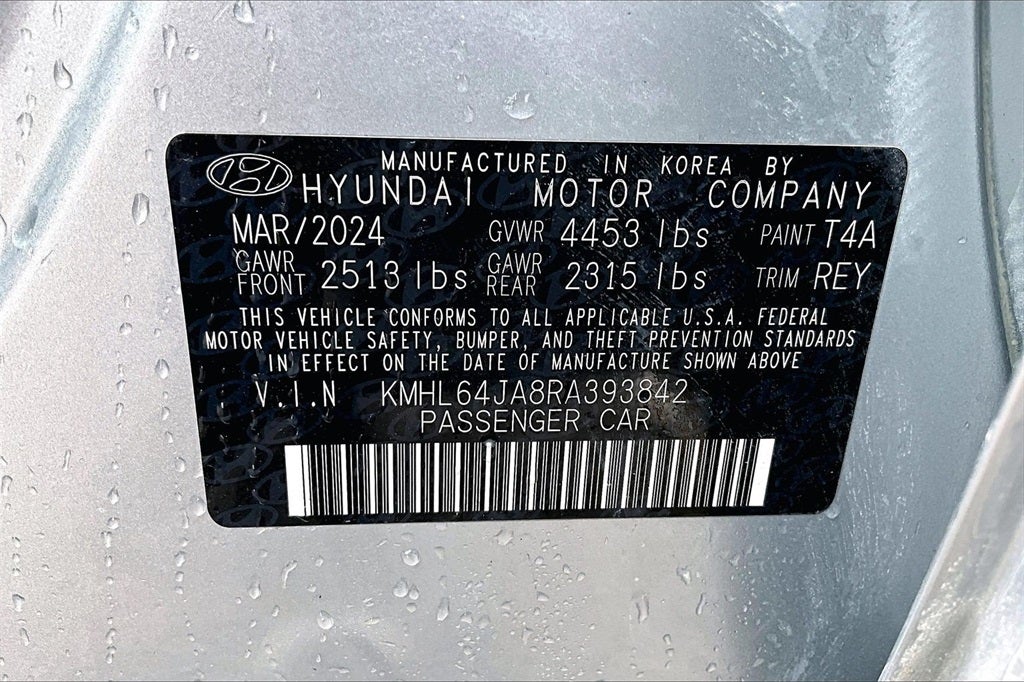 MANUFACTURED IN KOREA BY
HYUNDAI MOTOR COMPANY
MAR/2024 GVWR 4453 lbs PAINT T4A
GAWR FRONT 2513 lbs GAWR REAR 2315 lbs TRIM REY
THIS VEHICLE CONFORMS TO ALL APPLICABLE U.S.A. FEDERAL
MOTOR VEHICLE SAFETY, BUMPER, AND THEFT PREVENTION STANDARDS
IN EFFECT ON THE DATE OF MANUFACTURE SHOWN ABOVE
V.I.N KMHL64JA8RA393842
PASSENGER CAR